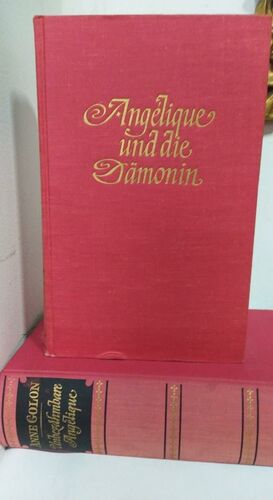 Angélique
und die
Dämonin
ANNE GOLON
Unbezähmbare
Angélique